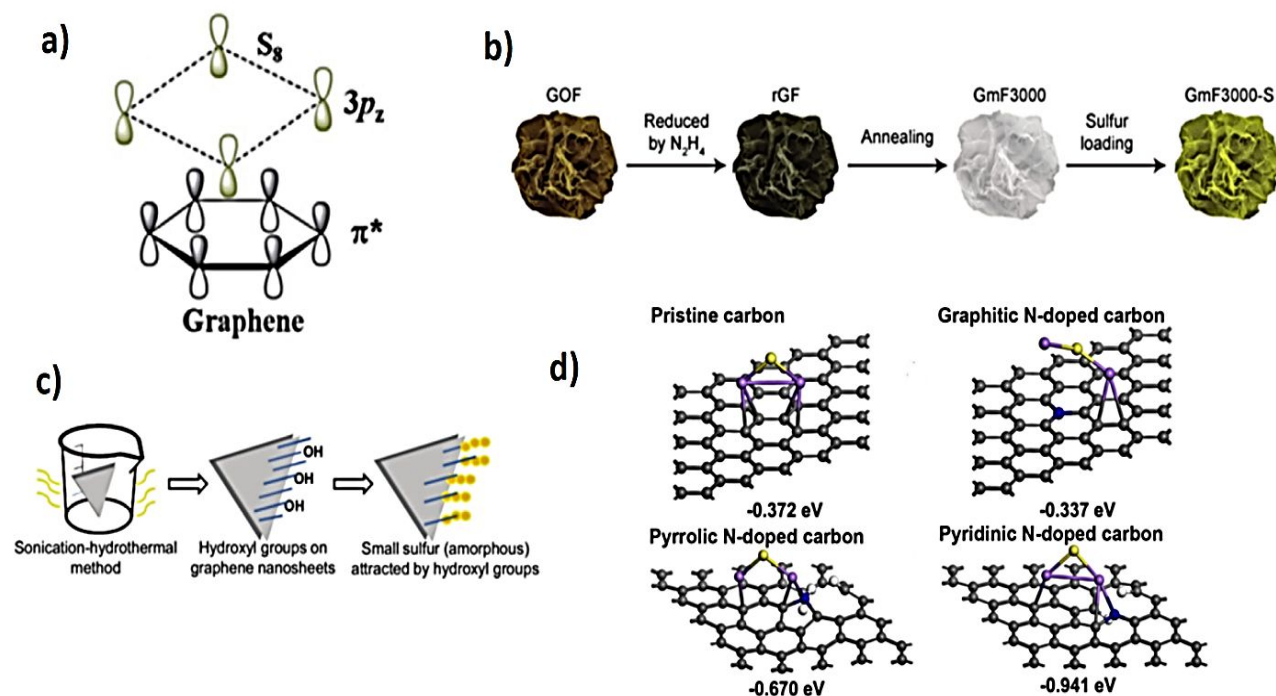 a)
S₈
3p_z
π*
Graphene
b)
GOF
Reduced
by N₂H₄
rGF
Annealing
GmF3000
Sulfur
loading
GmF3000-S
c)
OH
OH
OH
Sonication-hydrothermal
method
Hydroxyl groups on
graphene nanosheets
Small sulfur (amorphous)
attracted by hydroxyl groups
d)
Pristine carbon
-0.372 eV
Graphitic N-doped carbon
-0.337 eV
Pyrrolic N-doped carbon
-0.670 eV
Pyridinic N-doped carbon
-0.941 eV